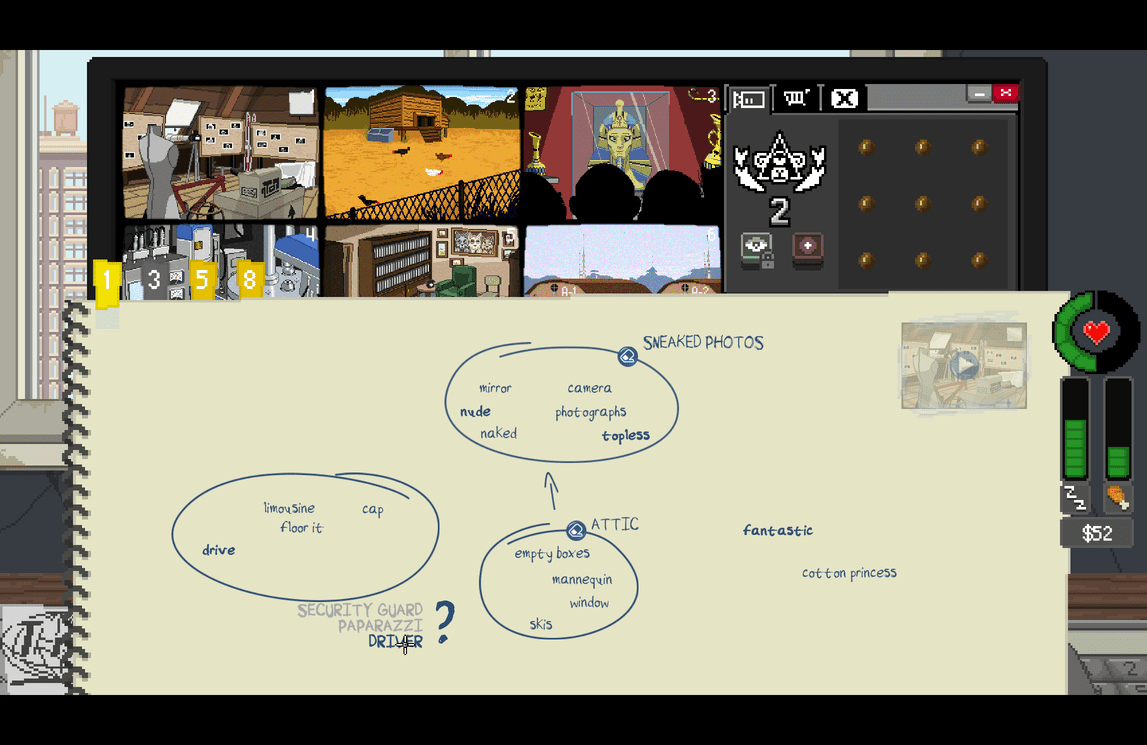 2
3
4
5
6
A-1
A-2
2
1
3
5
8
SNEAKED PHOTOS
mirror
camera
nude
photographs
naked
topless
limousine
cap
floor it
drive
ATTIC
empty boxes
mannequin
window
skis
fantastic
cotton princess
SECURITY GUARD
PAPARAZZI
DRIVER
?
Z Z Z
$52
2